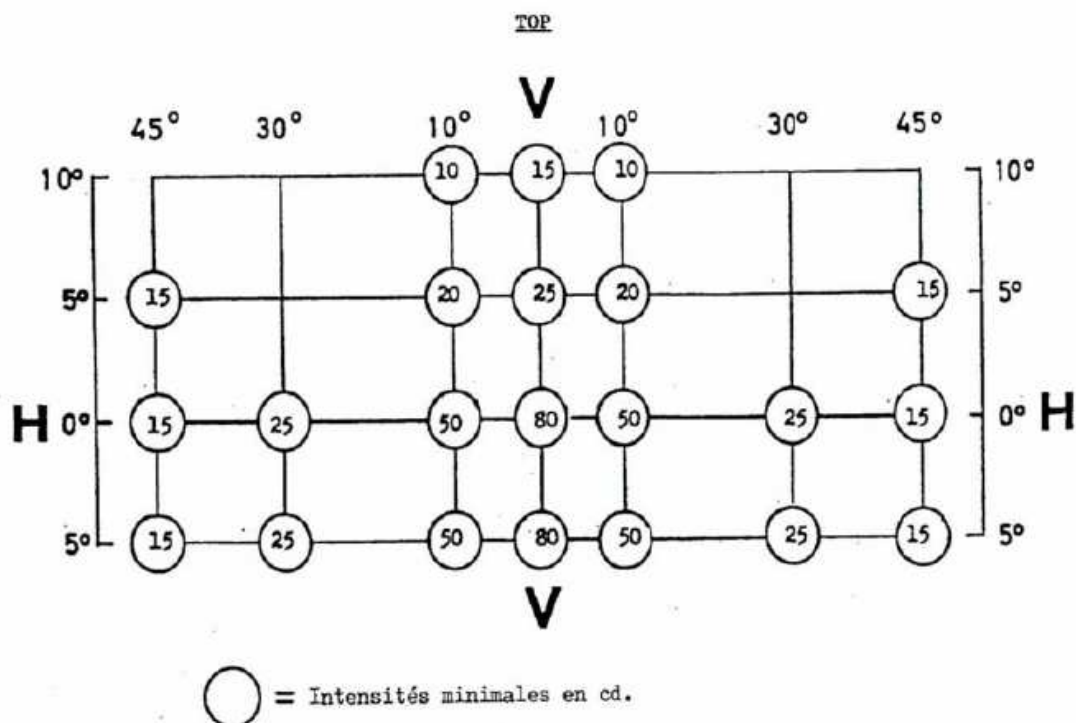 TOP
V
45° 30° 10° 10° 30° 45°
10° 10 15 10 10°
5° 15 20 25 20 15 5°
H 0° 15 25 50 80 50 25 15 0° H
5° 15 25 50 80 50 25 15 5°
V
= Intensités minimales en cd.